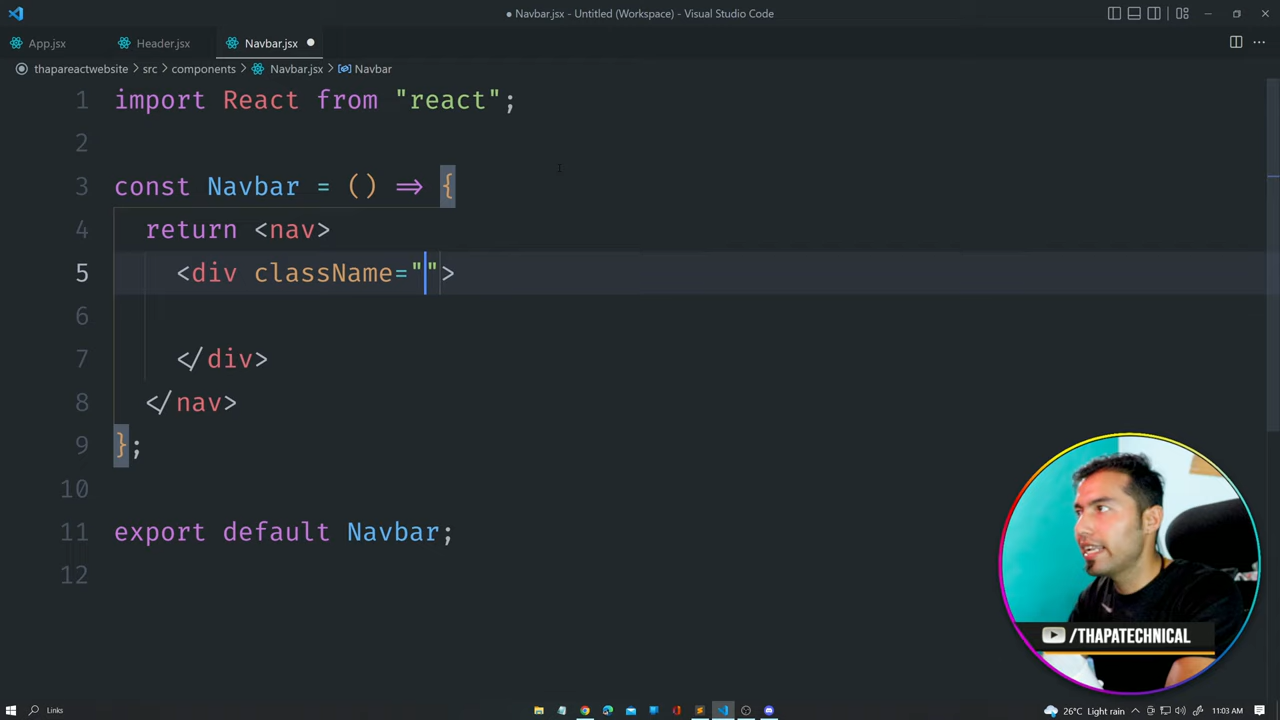 Navbar.jsx - Untitled (Workspace) - Visual Studio Code
App.jsx Header.jsx Navbar.jsx
thapareactwebsite > src > components > Navbar.jsx > Navbar
1 import React from "react";
2
3 const Navbar = () => {
4 return <nav>
5 <div className="">
6
7 </div>
8 </nav>
9 };
10
11 export default Navbar;
12
/THAPATECHNICAL
Links 26°C Light rain 11:03 AM